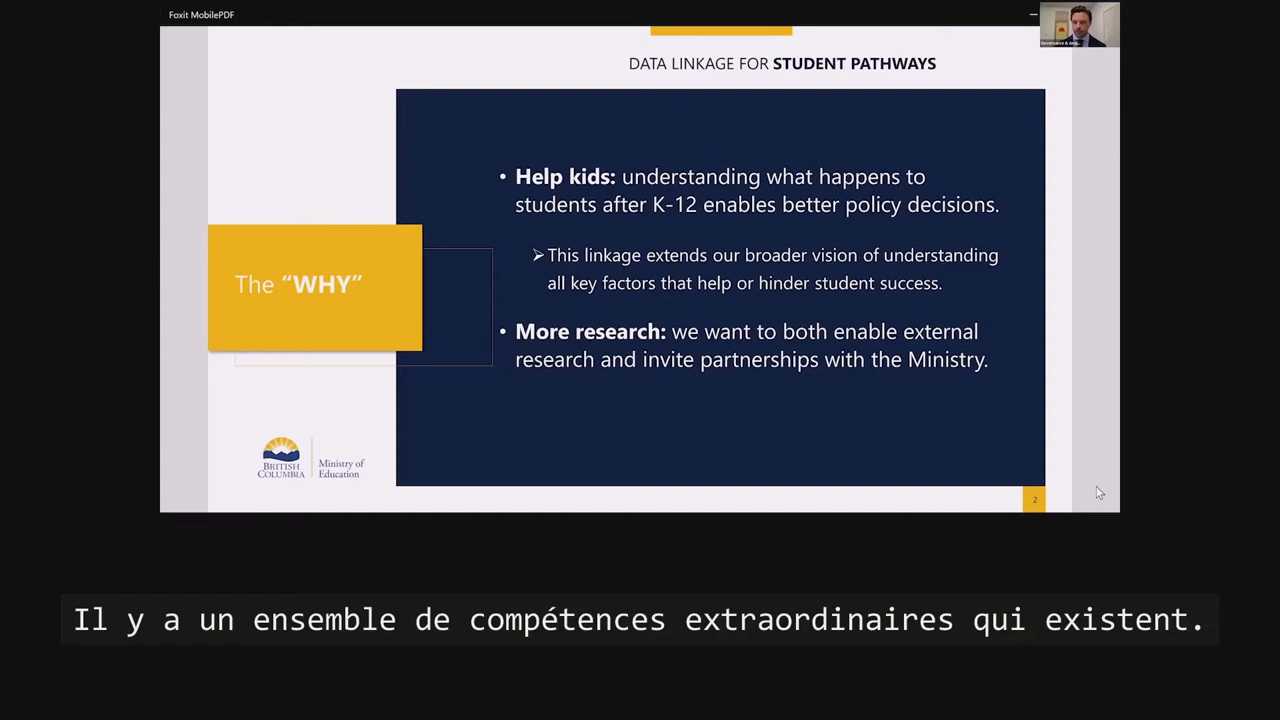 Foxit MobilePDF
DATA LINKAGE FOR STUDENT PATHWAYS
The “WHY”
• Help kids: understanding what happens to
students after K-12 enables better policy decisions.
➢This linkage extends our broader vision of understanding
all key factors that help or hinder student success.
• More research: we want to both enable external
research and invite partnerships with the Ministry.
BRITISH
COLUMBIA
Ministry of
Education
2
Il y a un ensemble de compétences extraordinaires qui existent.